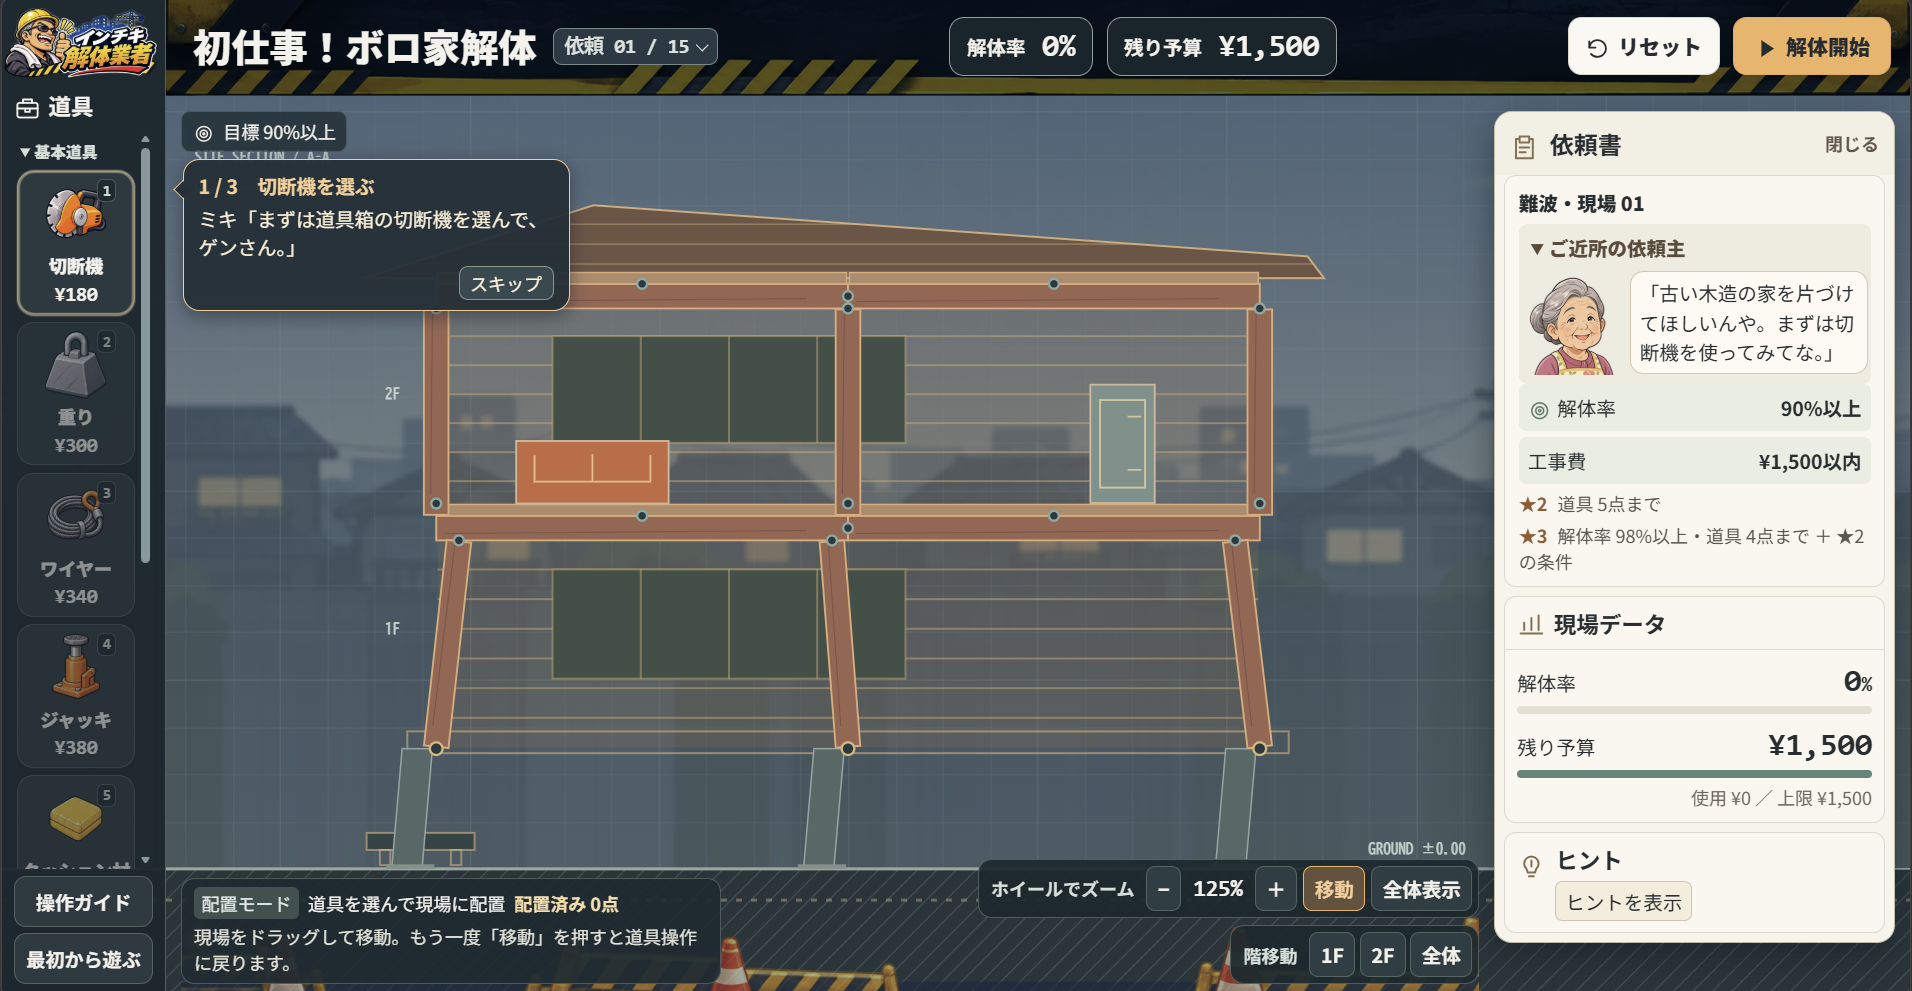 インチキ
解体業者
初仕事！ボロ家解体
依頼 01 / 15
解体率 0%
残り予算 ¥1,500
リセット
解体開始
道具
▼基本道具
1
切断機
¥180
2
重り
¥300
3
ワイヤー
¥340
4
ジャッキ
¥380
5
操作ガイド
最初から遊ぶ
目標 90%以上
SITE SECTION / A-A
1 / 3 切断機を選ぶ
ミキ「まずは道具箱の切断機を選んで、
ゲンさん。」
スキップ
2F
1F
GROUND ±0.00
配置モード 道具を選んで現場に配置 配置済み 0点
現場をドラッグして移動。もう一度「移動」を押すと道具操作
に戻ります。
ホイールでズーム − 125% + 移動 全体表示
階移動 1F 2F 全体
依頼書 閉じる
難波・現場 01
▼ご近所の依頼主
「古い木造の家を片づけ
てほしいんや。まずは切
断機を使ってみてな。」
解体率 90%以上
工事費 ¥1,500以内
★2 道具 5点まで
★3 解体率 98%以上・道具 4点まで ＋ ★2
の条件
現場データ
解体率 0%
残り予算 ¥1,500
使用 ¥0 ／ 上限 ¥1,500
ヒント
ヒントを表示